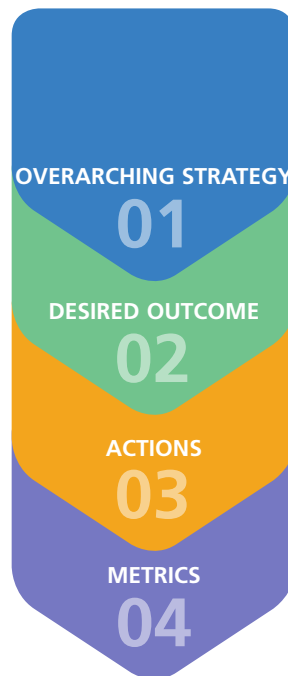 OVERARCHING STRATEGY
01
DESIRED OUTCOME
02
ACTIONS
03
METRICS
04